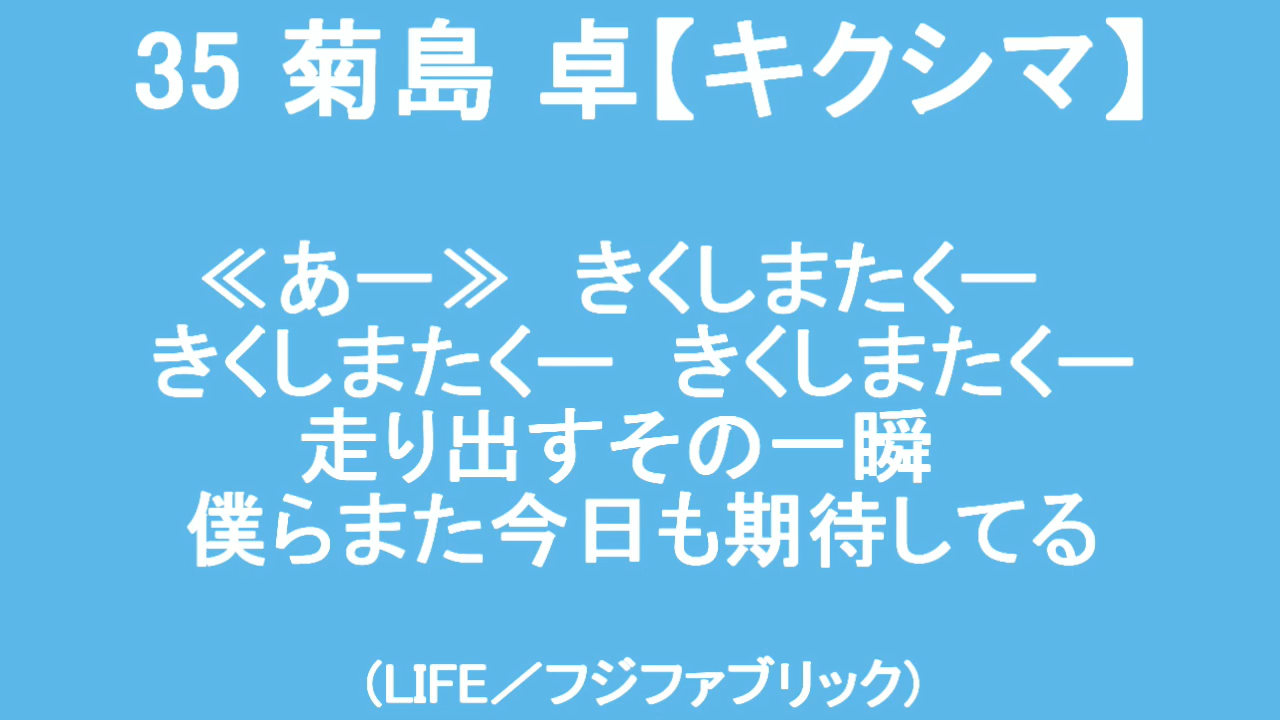 35 菊島 卓【キクシマ】
≪あー≫　きくしまたくー
きくしまたくー　きくしまたくー
走り出すその一瞬
僕らまた今日も期待してる
（LIFE／フジファブリック）